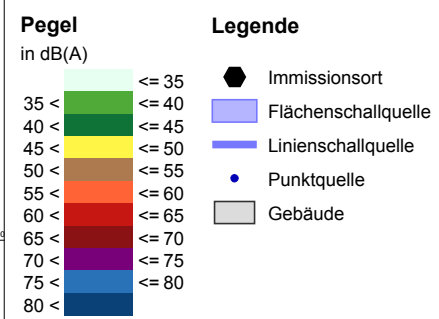 Pegel
in dB(A)
<= 35
35 < <= 40
40 < <= 45
45 < <= 50
50 < <= 55
55 < <= 60
60 < <= 65
65 < <= 70
70 < <= 75
75 < <= 80
80 <
Legende
Immissionsort
Flächenschallquelle
Linienschallquelle
Punktquelle
Gebäude